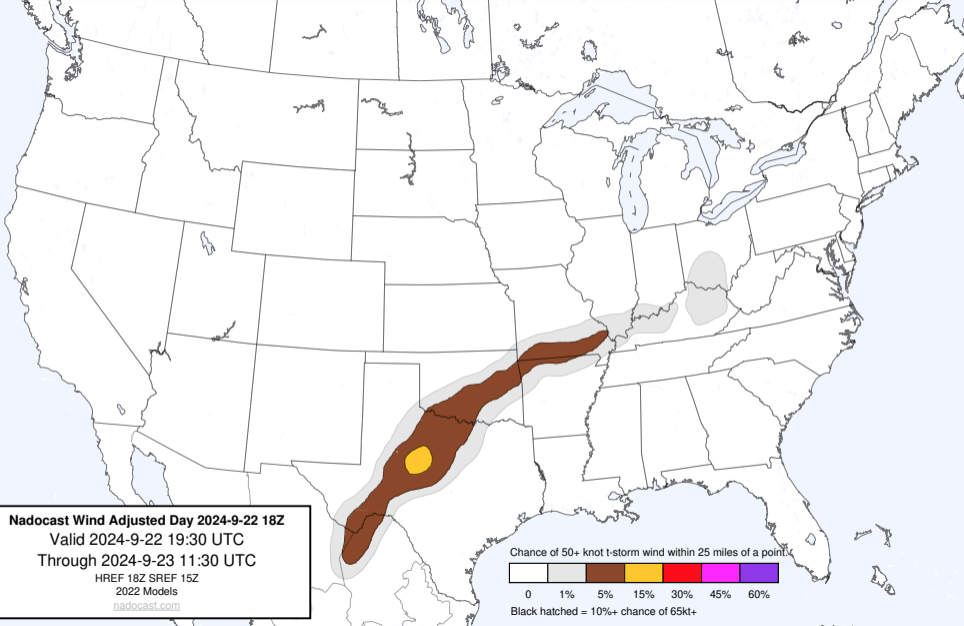 Nadocast Wind Adjusted Day 2024-9-22 18Z
Valid 2024-9-22 19:30 UTC
Through 2024-9-23 11:30 UTC
HREF 18Z SREF 15Z
2022 Models
nadocast.com
Chance of 50+ knot t-storm wind within 25 miles of a point.
0 1% 5% 15% 30% 45% 60%
Black hatched = 10%+ chance of 65kt+